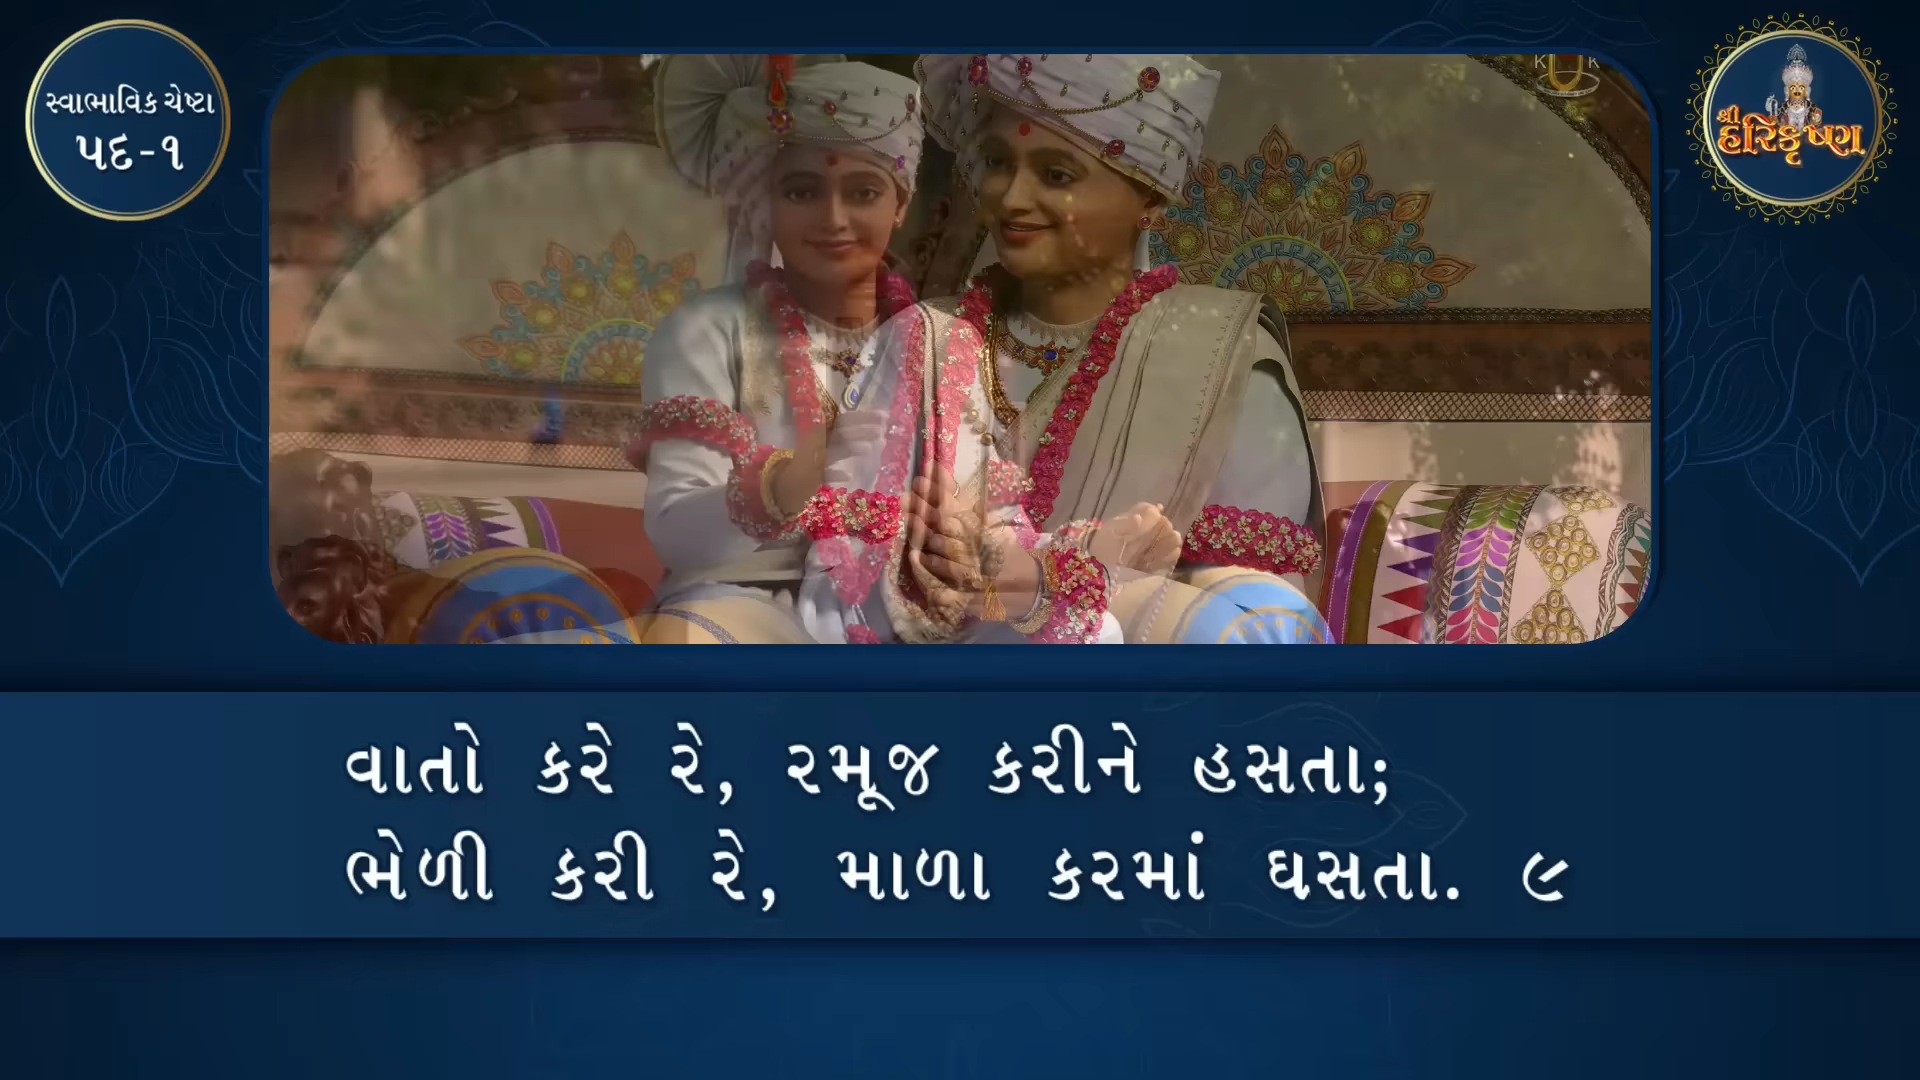 સ્વાભાવિક ચેષ્ટા
પદ-૧
K K
શ્રી
હરિકૃષ્ણ
વાતો કરે રે, રમૂજ કરીને હસતા;
ભેળી કરી રે, માળા કરમાં ઘસતા. ૯